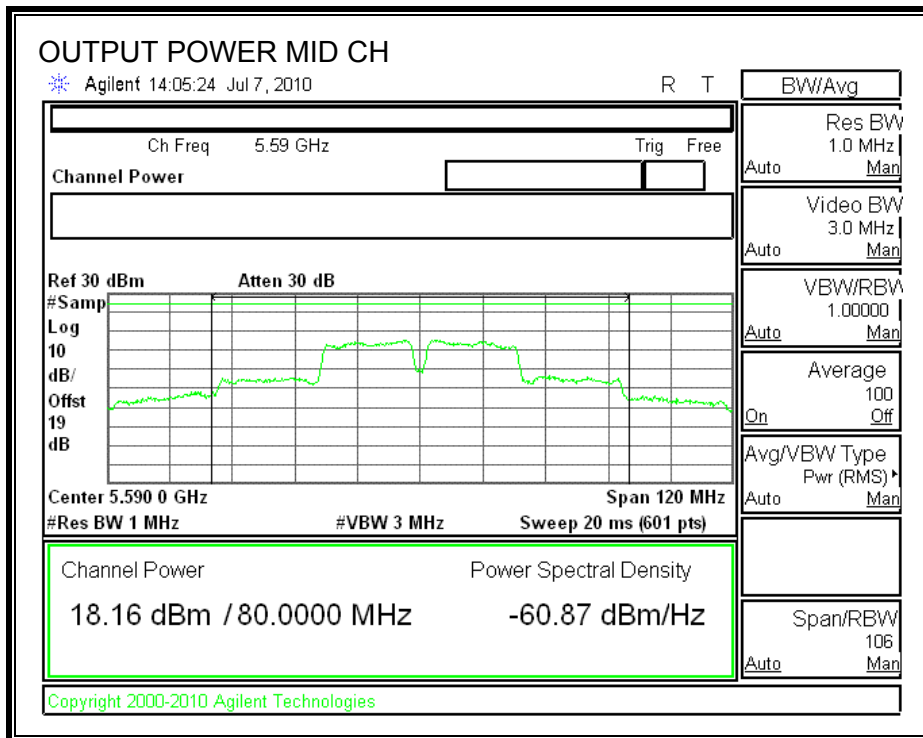 OUTPUT POWER MID CH
Agilent 14:05:24 Jul 7, 2010 R T
BW/Avg
Ch Freq 5.59 GHz Trig Free
Channel Power
Res BW
1.0 MHz
Auto Man
Video BW
3.0 MHz
Auto Man
Ref 30 dBm Atten 30 dB
#Samp
Log
10
dB/
Offst
19
dB
VBW/RBW
1.00000
Auto Man
Average
100
On Off
Avg/VBW Type
Pwr (RMS)
Auto Man
Center 5.590 0 GHz Span 120 MHz
#Res BW 1 MHz #VBW 3 MHz Sweep 20 ms (601 pts)
Channel Power Power Spectral Density
18.16 dBm / 80.0000 MHz -60.87 dBm/Hz
Span/RBW
106
Auto Man
Copyright 2000-2010 Agilent Technologies